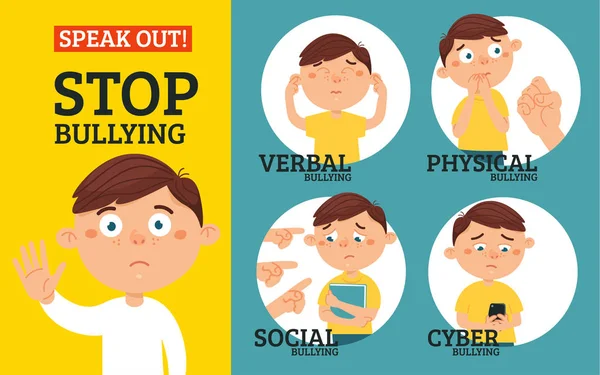 SPEAK OUT!
STOP
BULLYING
VERBAL
BULLYING
PHYSICAL
BULLYING
SOCIAL
BULLYING
CYBER
BULLYING